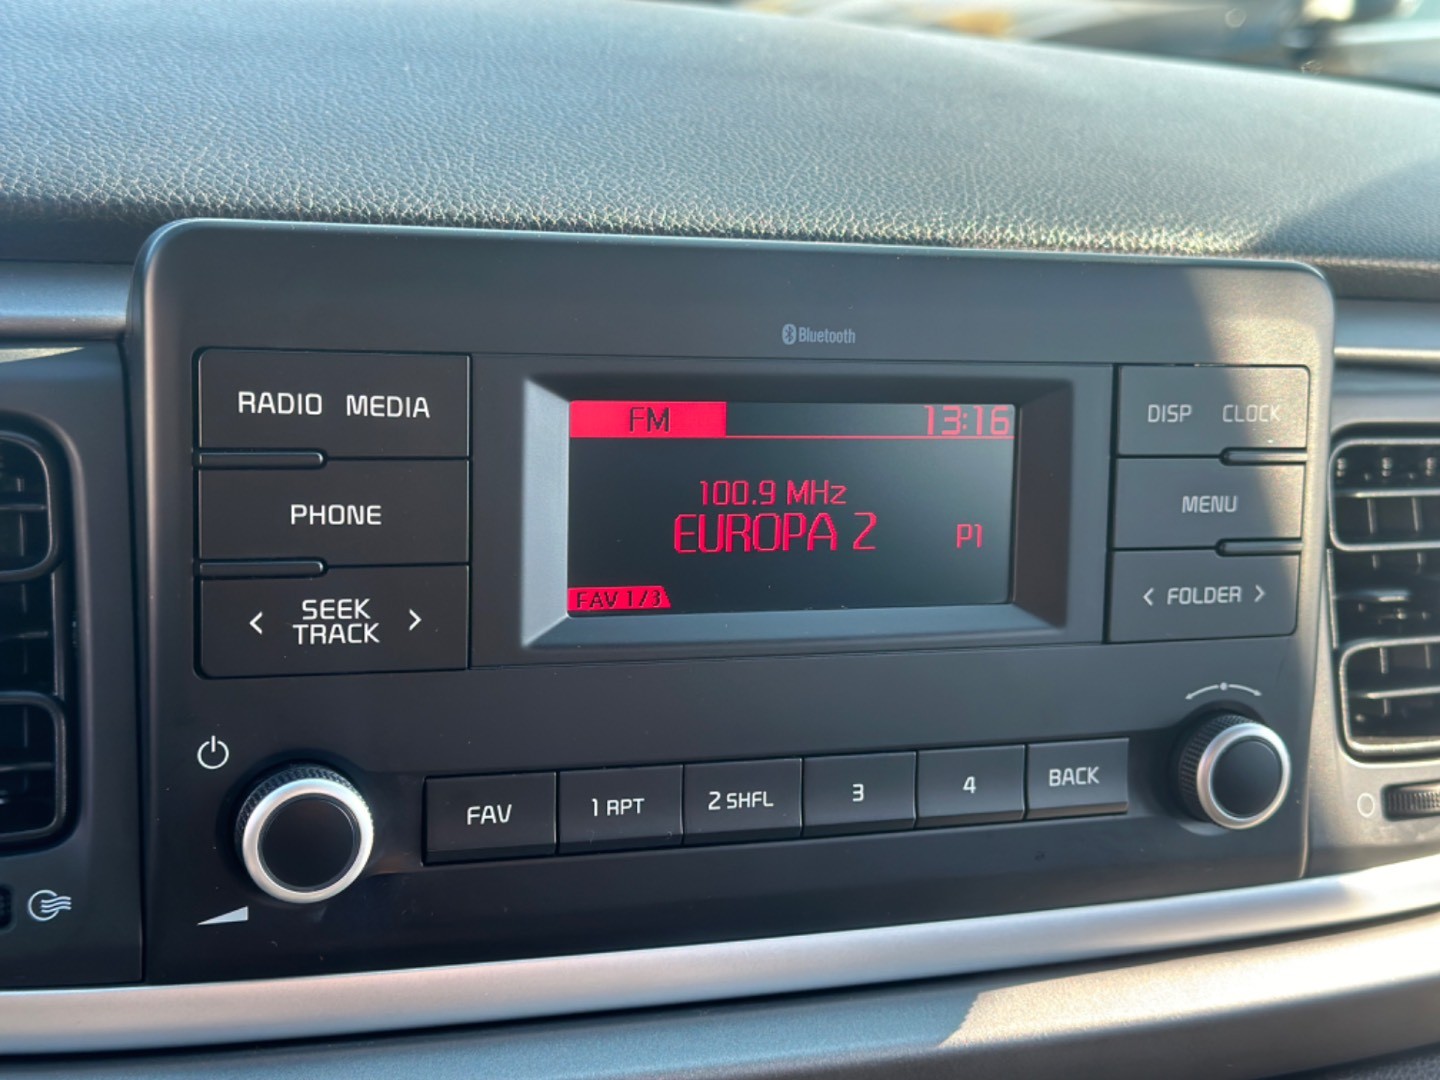 Bluetooth
RADIO MEDIA
FM 13:16
DISP CLOCK
100.9 MHz
EUROPA 2 P1
PHONE
MENU
FAV 1/3
< SEEK >
TRACK
< FOLDER >
FAV
1 RPT
2 SHFL
3
4
BACK